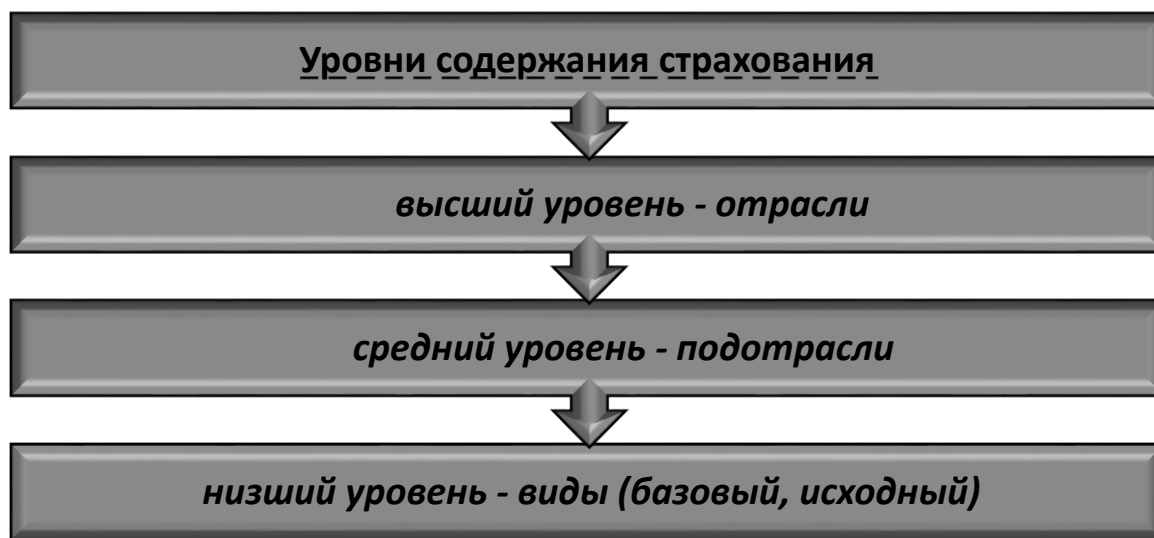 Уровни содержания страхования
высший уровень - отрасли
средний уровень - подотрасли
низший уровень - виды (базовый, исходный)